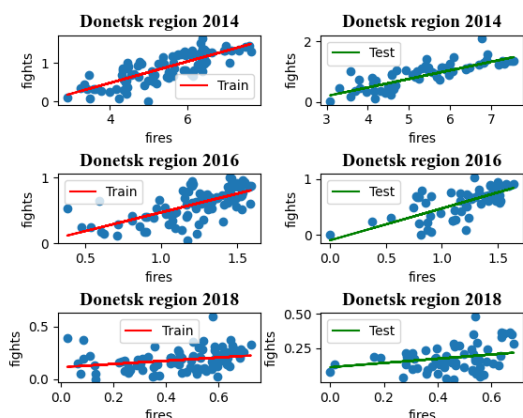 Donetsk region 2014
fights
1
0
Train
4
6
fires
Donetsk region 2014
2
0
Test
3
4
5
6
7
fires
Donetsk region 2016
fights
1
0
Train
0.5
1.0
1.5
fires
Donetsk region 2016
fights
1
0
Test
0.0
0.5
1.0
1.5
fires
Donetsk region 2018
fights
0.5
0.0
Train
0.0
0.2
0.4
0.6
fires
Donetsk region 2018
fights
0.50
0.25
Test
0.0
0.2
0.4
0.6
fires